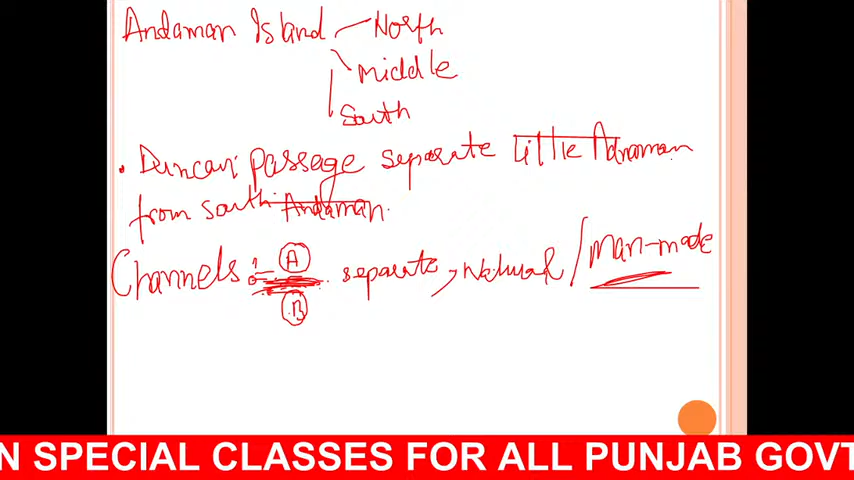 Andaman Island North
Middle
South
• Duncan passage separate Little Adnaman
from south Andaman.
Channels: A separate, Natural / Man-made
B
N SPECIAL CLASSES FOR ALL PUNJAB GOVT